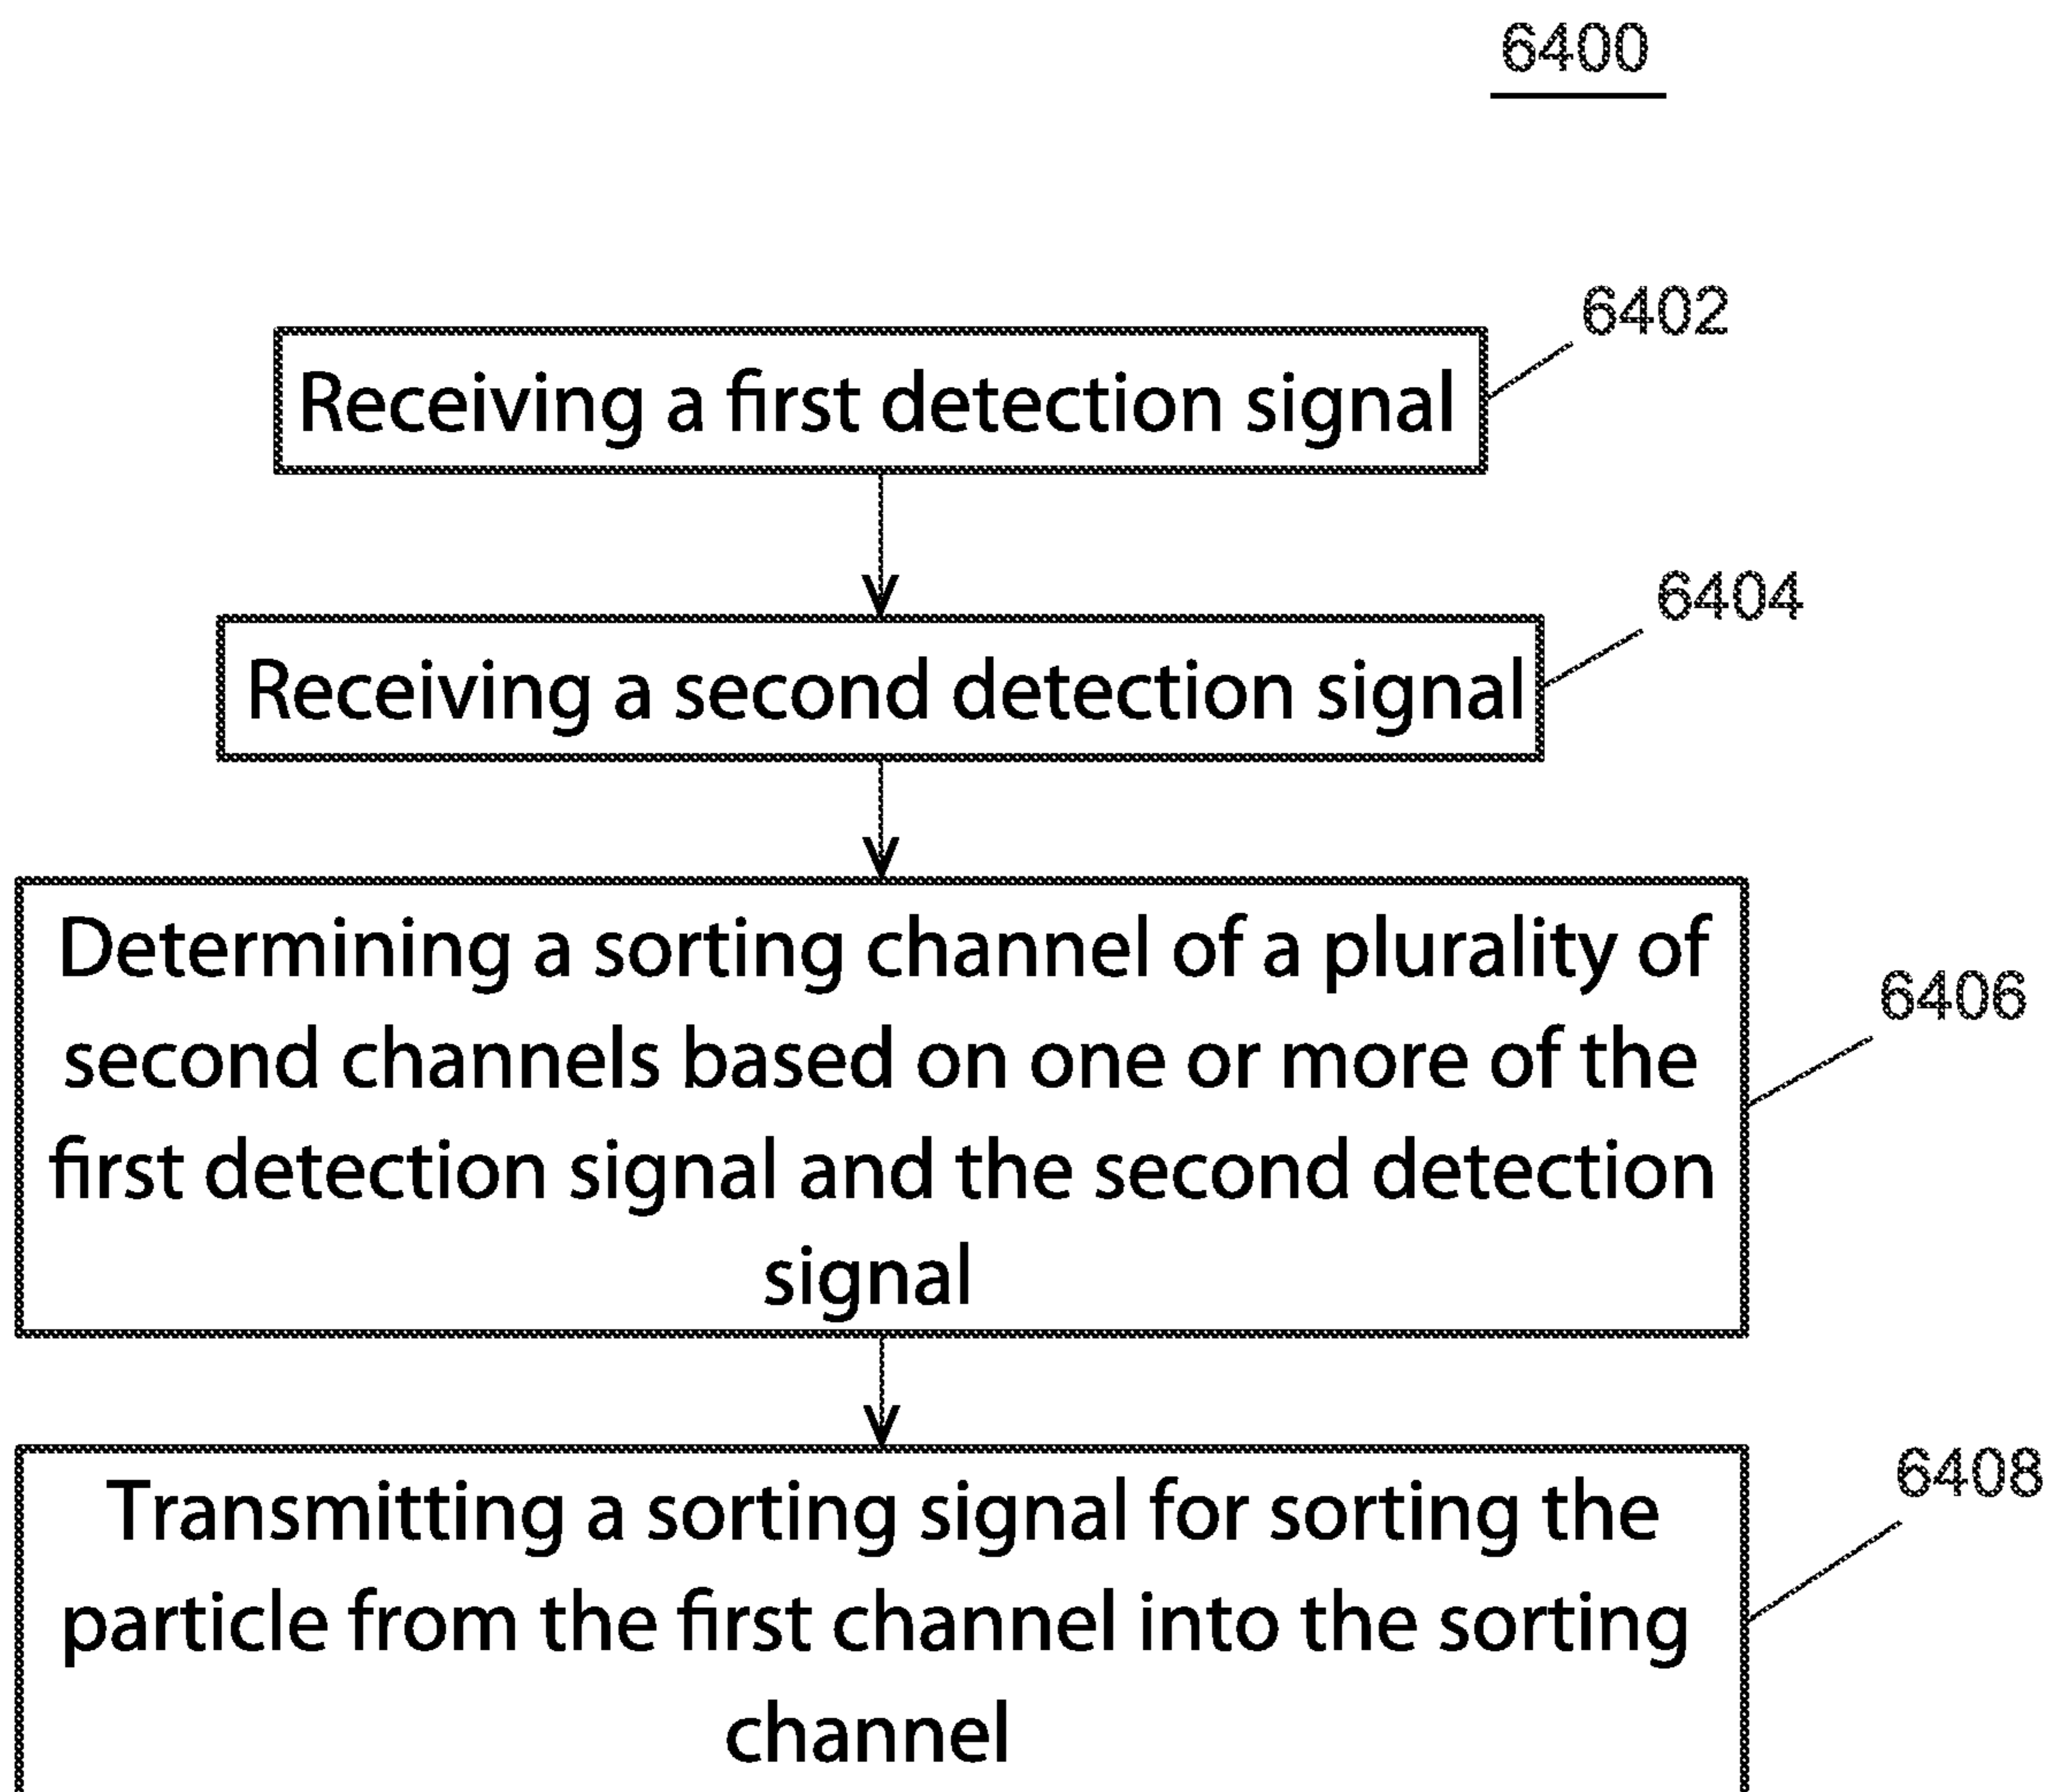 6400
6402
Receiving a first detection signal
6404
Receiving a second detection signal
Determining a sorting channel of a plurality of
second channels based on one or more of the
first detection signal and the second detection
signal
6406
Transmitting a sorting signal for sorting the
particle from the first channel into the sorting
channel
6408